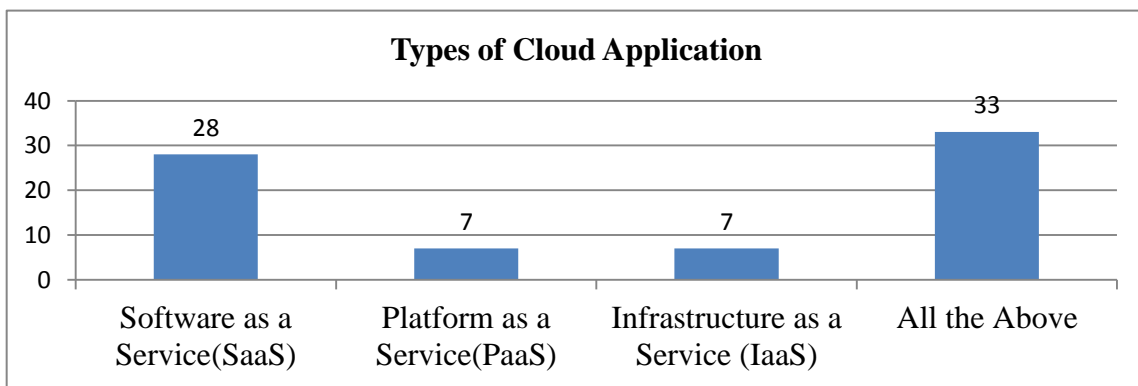 Types of Cloud Application
40
30
20
10
0
28
7
7
33
Software as a
Service(SaaS)
Platform as a
Service(PaaS)
Infrastructure as a
Service (IaaS)
All the Above